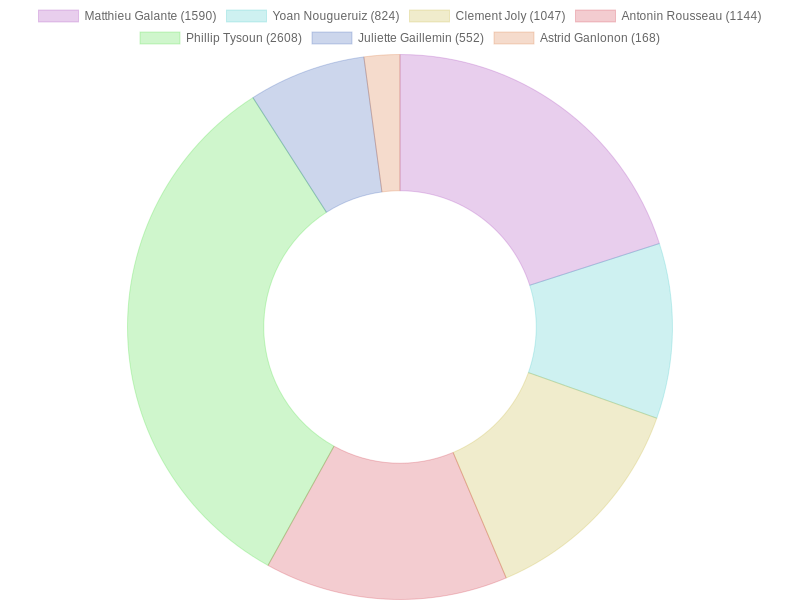 Matthieu Galante (1590) Yoan Nougueruiz (824) Clement Joly (1047) Antonin Rousseau (1144)
Phillip Tysoun (2608) Juliette Gaillemin (552) Astrid Ganlonon (168)